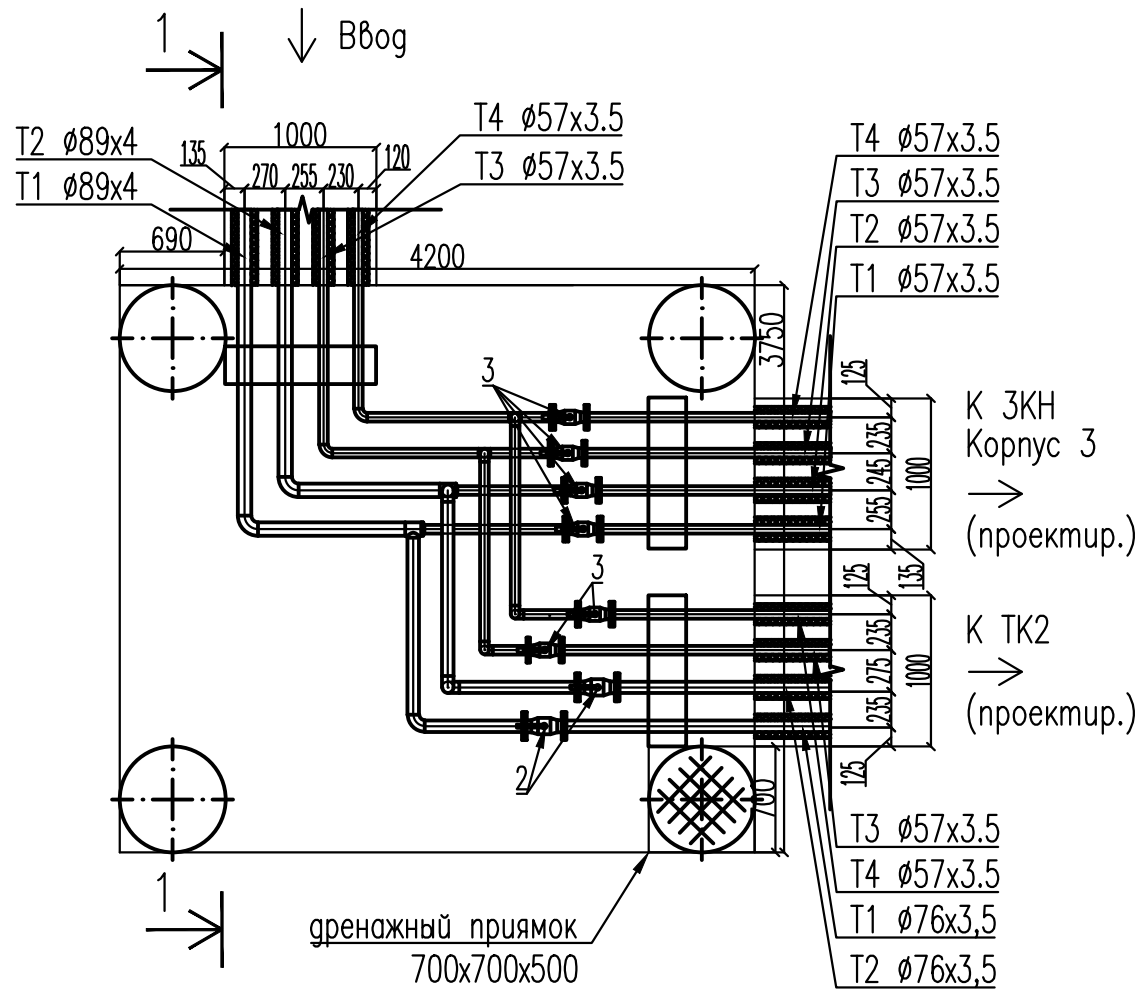 1
Ввод
Т2 ø89х4
Т1 ø89х4
Т4 ø57х3.5
Т3 ø57х3.5
1000
135
270
255
230
120
690
4200
3750
Т4 ø57х3.5
Т3 ø57х3.5
Т2 ø57х3.5
Т1 ø57х3.5
3
125
235
245
255
135
1000
К 3КН
Корпус 3
(проектир.)
3
125
235
275
235
125
1000
К ТК2
(проектир.)
2
700
Т3 ø57х3.5
Т4 ø57х3.5
Т1 ø76х3,5
Т2 ø76х3,5
1
дренажный приямок
700х700х500